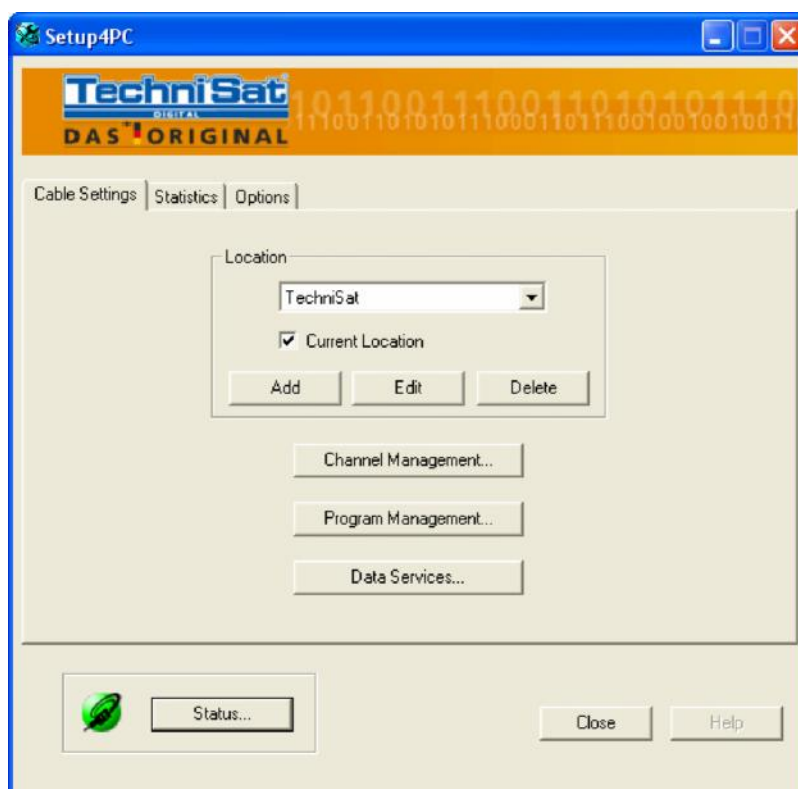 Setup4PC
TechniSat
DIGITAL
DAS ORIGINAL
Cable Settings Statistics Options
Location
TechniSat
Current Location
Add Edit Delete
Channel Management...
Program Management...
Data Services...
Status...
Close Help